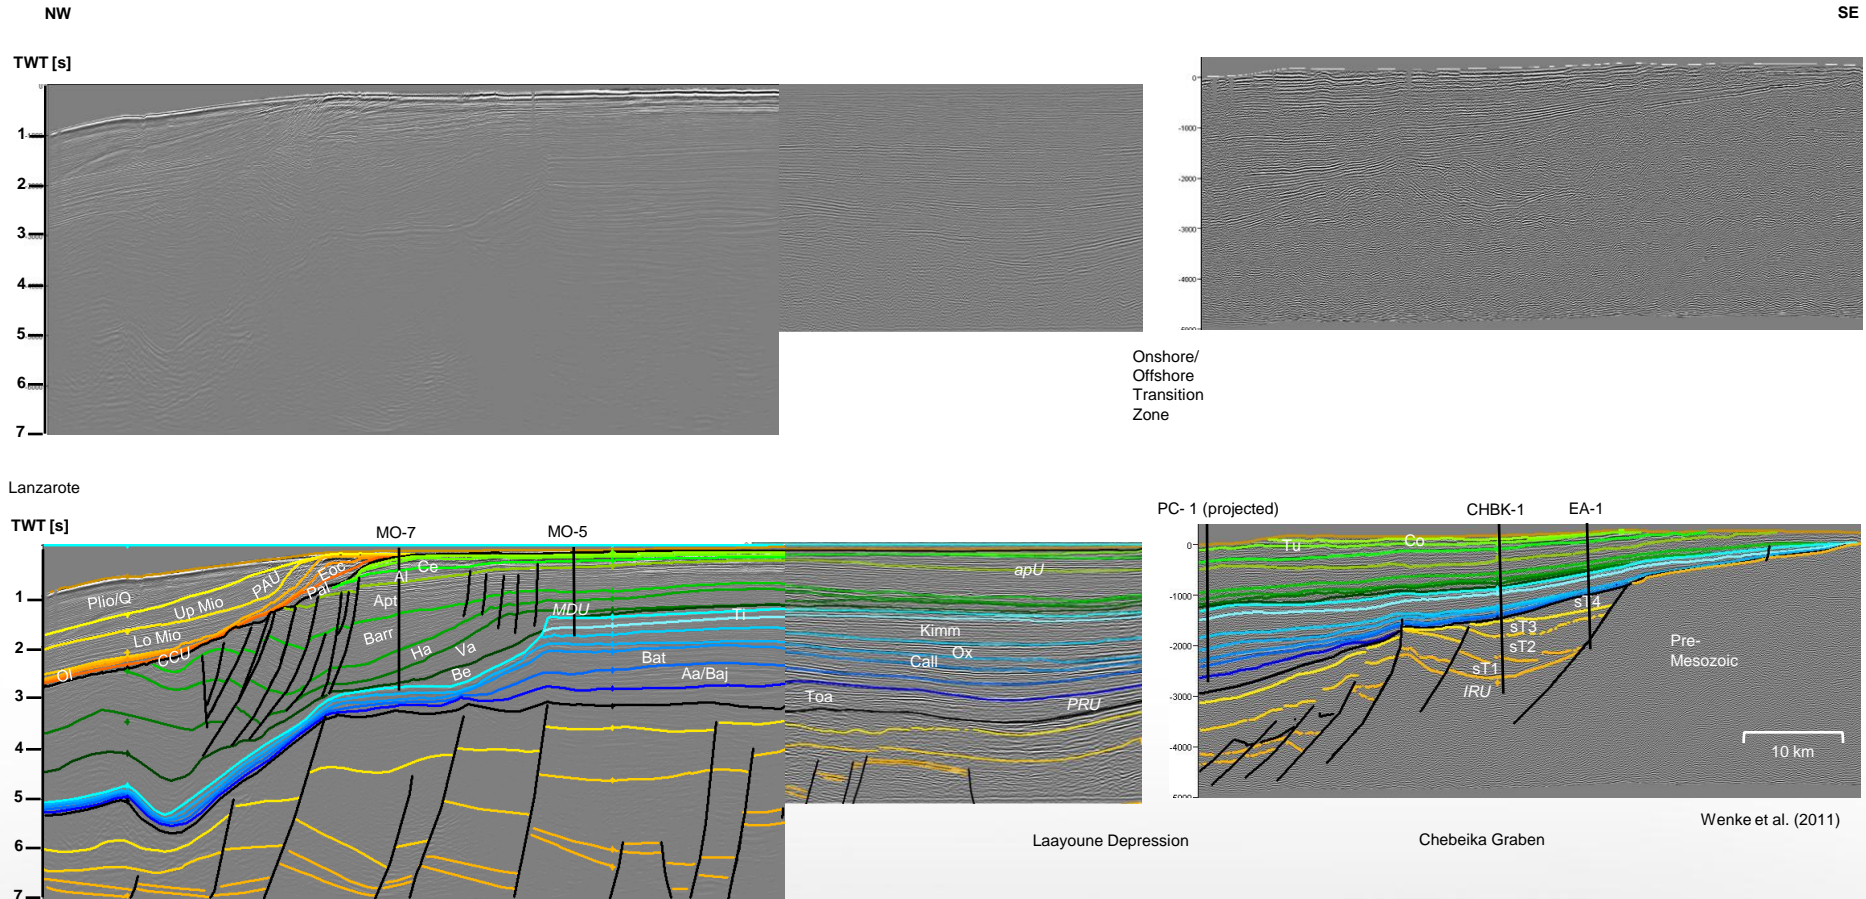 NW
SE
TWT [s]
0
1
2
3
4
5
6
7
0
-1000
-2000
-3000
-4000
Onshore/
Offshore
Transition
Zone
Lanzarote
TWT [s]
MO-7
MO-5
PC- 1 (projected)
CHBK-1
EA-1
1
2
3
4
5
6
7
Plio/Q
Up Mio
Lo Mio
Ol
CCU
PAU
Eoc
Pal
Al
Ce
Apt
Barr
Ha
Va
Be
MDU
Ti
Bat
Aa/Baj
apU
Kimm
Ox
Call
Toa
PRU
0
-1000
-2000
-3000
-4000
-5000
Tu
Co
sT4
sT3
sT2
sT1
IRU
Pre-
Mesozoic
10 km
Wenke et al. (2011)
Laayoune Depression
Chebeika Graben